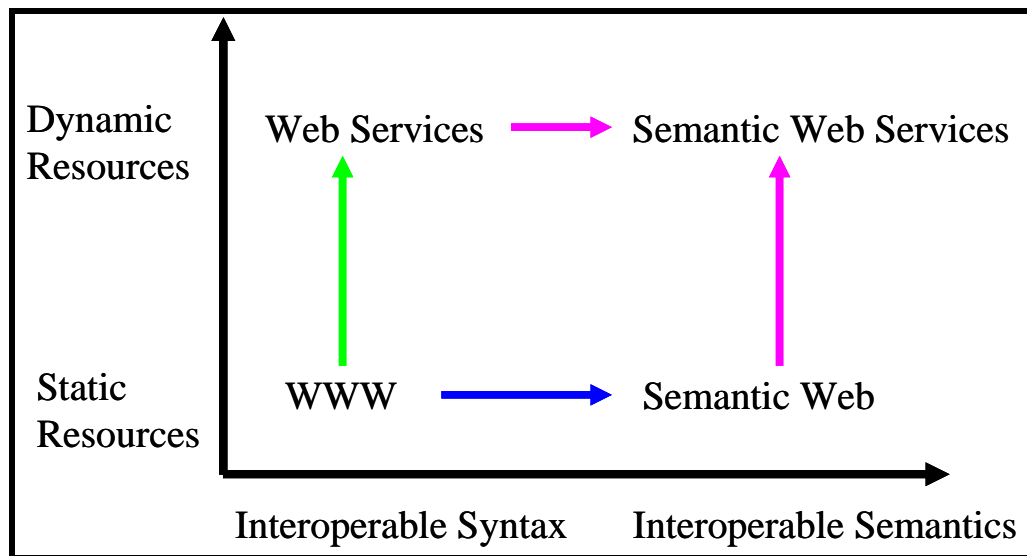 Dynamic
Resources
Web Services
Semantic Web Services
Static
Resources
WWW
Semantic Web
Interoperable Syntax
Interoperable Semantics